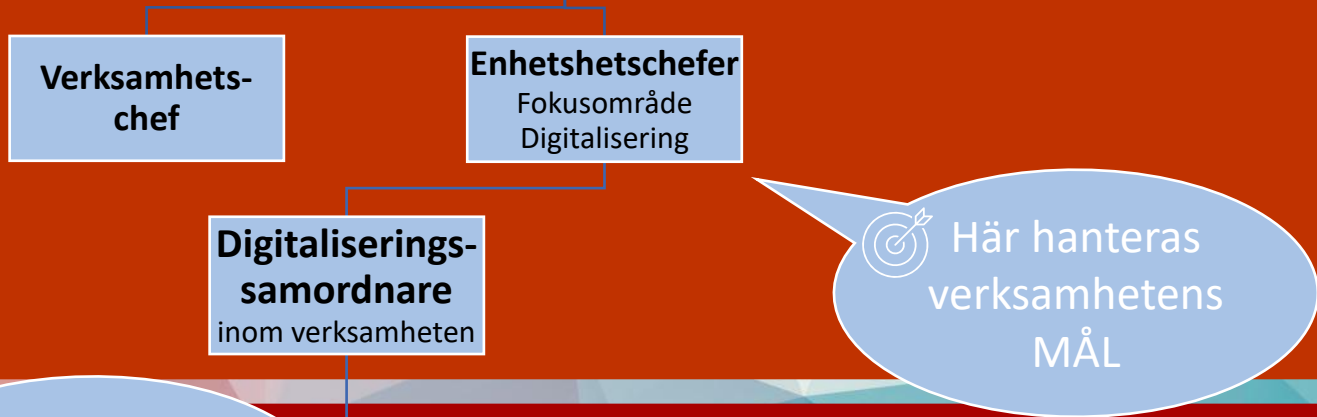 Verksamhets-
chef
Enhetshetschefer
Fokusområde
Digitalisering
Digitaliserings-
samordnare
inom verksamheten
Här hanteras
verksamhetens
MÅL